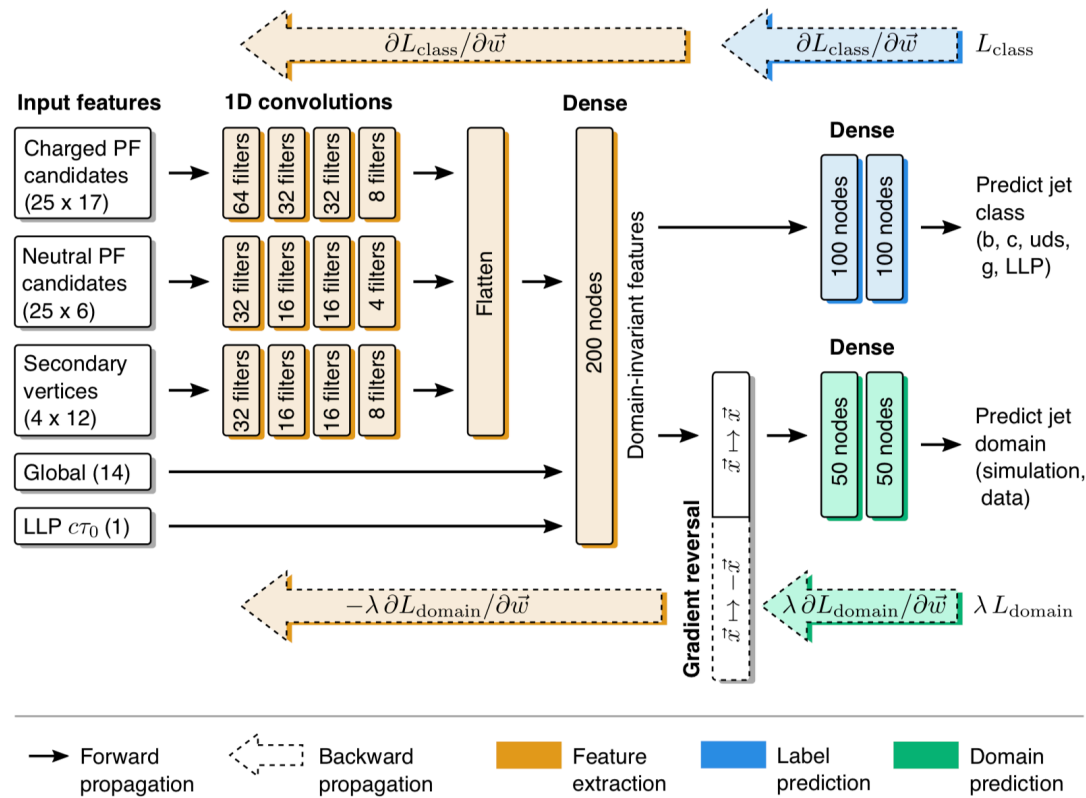 ∂L_class/∂w⃗
∂L_class/∂w⃗
L_class
Input features
1D convolutions
Dense
Charged PF
candidates
(25 x 17)
64 filters
32 filters
32 filters
8 filters
Neutral PF
candidates
(25 x 6)
32 filters
16 filters
16 filters
4 filters
Secondary
vertices
(4 x 12)
32 filters
16 filters
16 filters
8 filters
Global (14)
LLP cτ₀ (1)
Flatten
200 nodes
Domain-invariant features
Dense
100 nodes
100 nodes
Predict jet
class
(b, c, uds,
g, LLP)
Gradient reversal
x⃗ ↦ x⃗
x⃗ ↦ −x⃗
Dense
50 nodes
50 nodes
Predict jet
domain
(simulation,
data)
−λ ∂L_domain/∂w⃗
λ ∂L_domain/∂w⃗
λ L_domain
Forward
propagation
Backward
propagation
Feature
extraction
Label
prediction
Domain
prediction